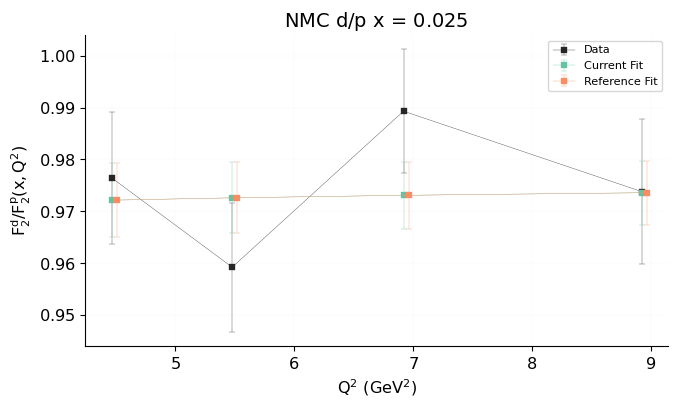 NMC d/p x = 0.025
Data
Current Fit
Reference Fit
F₂ᵈ/F₂ᵖ(x, Q²)
1.00
0.99
0.98
0.97
0.96
0.95
5 6 7 8 9
Q² (GeV²)